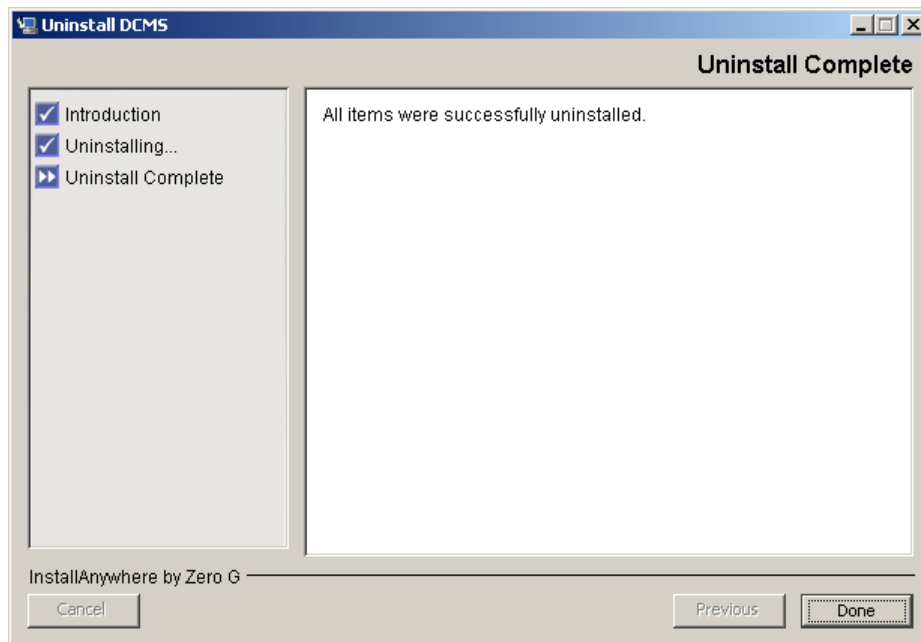 Uninstall DCMS
Uninstall Complete
Introduction
Uninstalling...
Uninstall Complete
All items were successfully uninstalled.
InstallAnywhere by Zero G
Cancel
Previous
Done